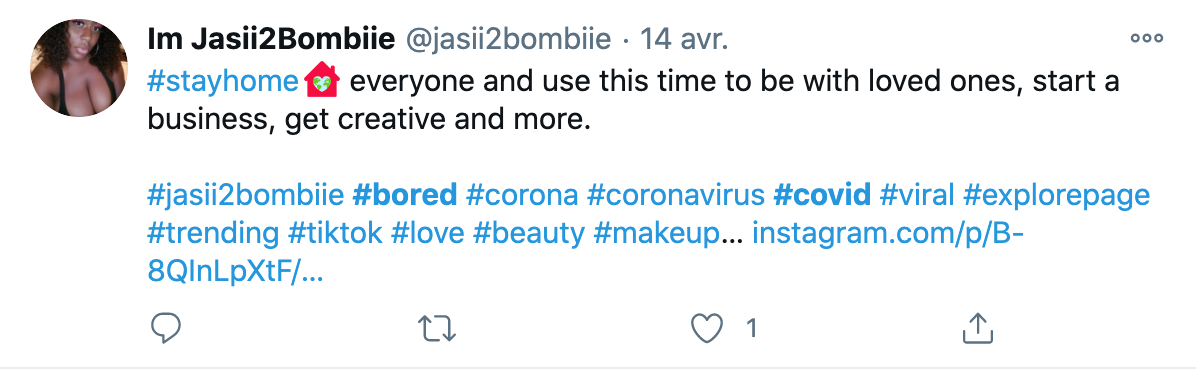 Im Jasii2Bombiie @jasii2bombiie · 14 avr.
#stayhome everyone and use this time to be with loved ones, start a
business, get creative and more.
#jasii2bombiie #bored #corona #coronavirus #covid #viral #explorepage
#trending #tiktok #love #beauty #makeup... instagram.com/p/B-
8QInLpXtF/...
1